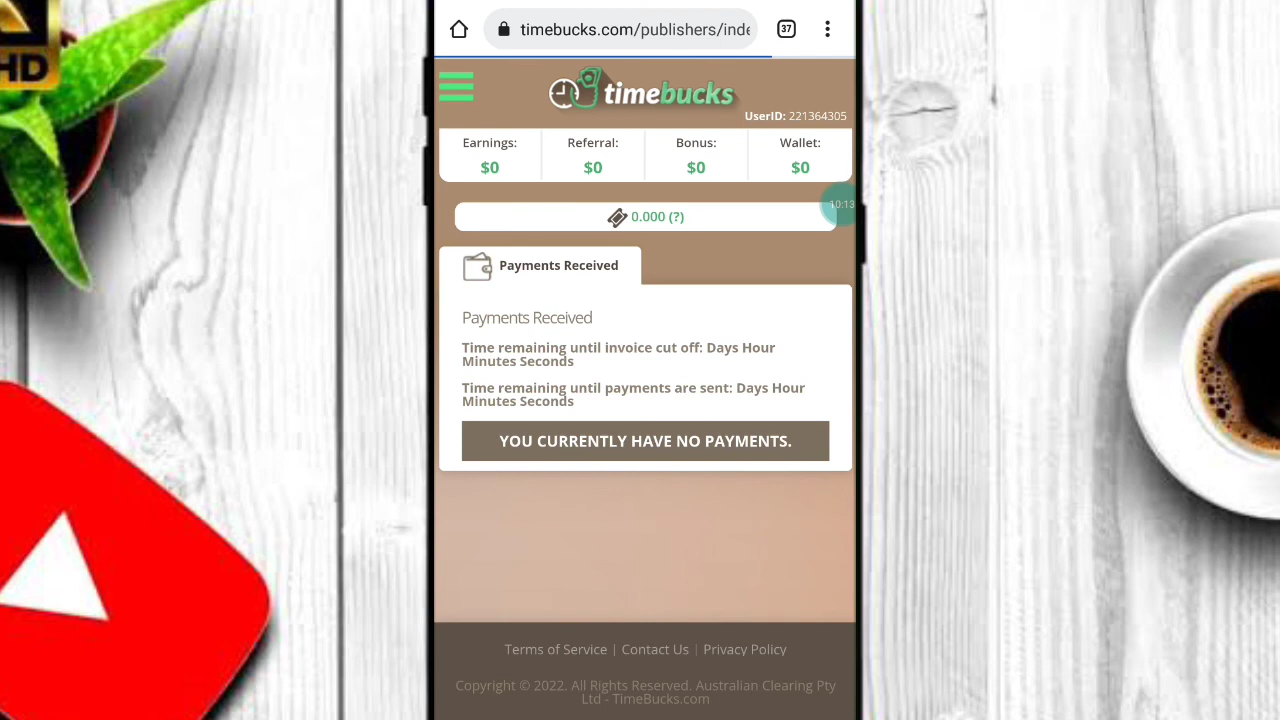 HD
timebucks.com/publishers/inde
37
timebucks
UserID: 221364305
Earnings: Referral: Bonus: Wallet:
$0 $0 $0 $0
10:13
0.000 (?)
Payments Received
Payments Received
Time remaining until invoice cut off: Days Hour
Minutes Seconds
Time remaining until payments are sent: Days Hour
Minutes Seconds
YOU CURRENTLY HAVE NO PAYMENTS.
Terms of Service | Contact Us | Privacy Policy
Copyright © 2022. All Rights Reserved. Australian Clearing Pty
Ltd - TimeBucks.com